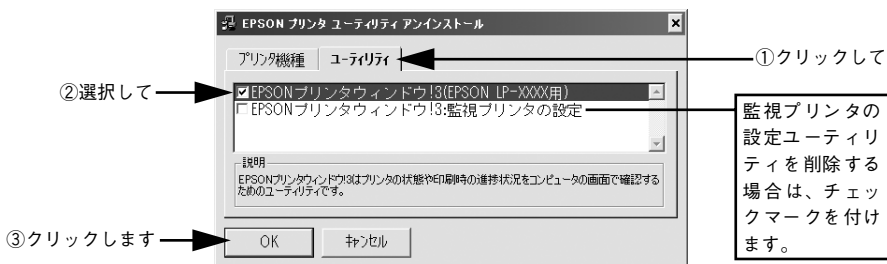 EPSON プリンタ ユーティリティ アンインストール
プリンタ機種 ユーティリティ
①クリックして
②選択して
EPSONプリンタウィンドウ!3(EPSON LP-XXXX用)
EPSONプリンタウィンドウ!3:監視プリンタの設定
監視プリンタの
設定ユーティリ
ティを削除する
場合は、チェッ
クマークを付け
ます。
説明
EPSONプリンタウィンドウ!3はプリンタの状態や印刷時の進捗状況をコンピュータの画面で確認する
ためのユーティリティです。
③クリックします
OK キャンセル